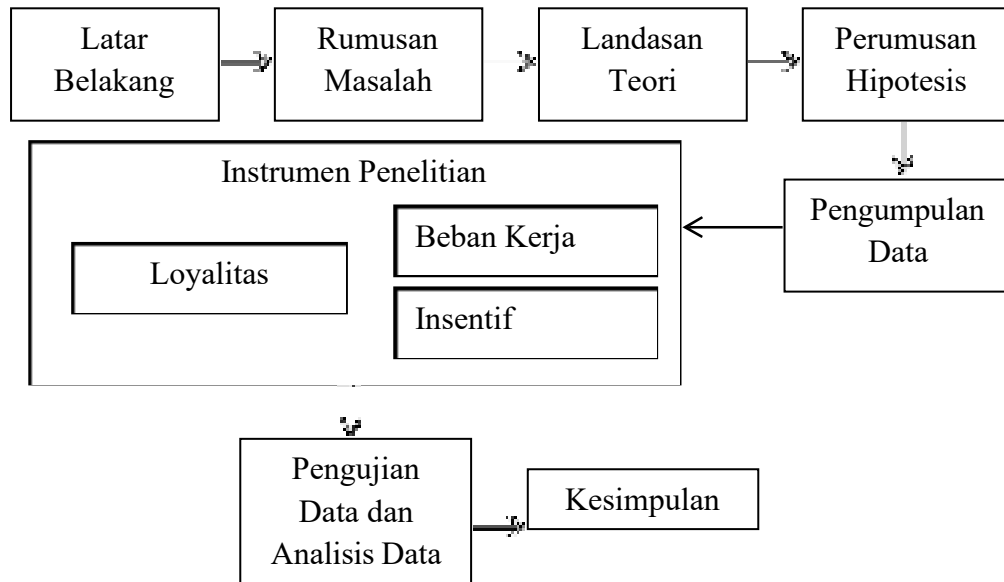 Latar
Belakang
Rumusan
Masalah
Landasan
Teori
Perumusan
Hipotesis
Pengumpulan
Data
Instrumen Penelitian
Loyalitas
Beban Kerja
Insentif
Pengujian
Data dan
Analisis Data
Kesimpulan